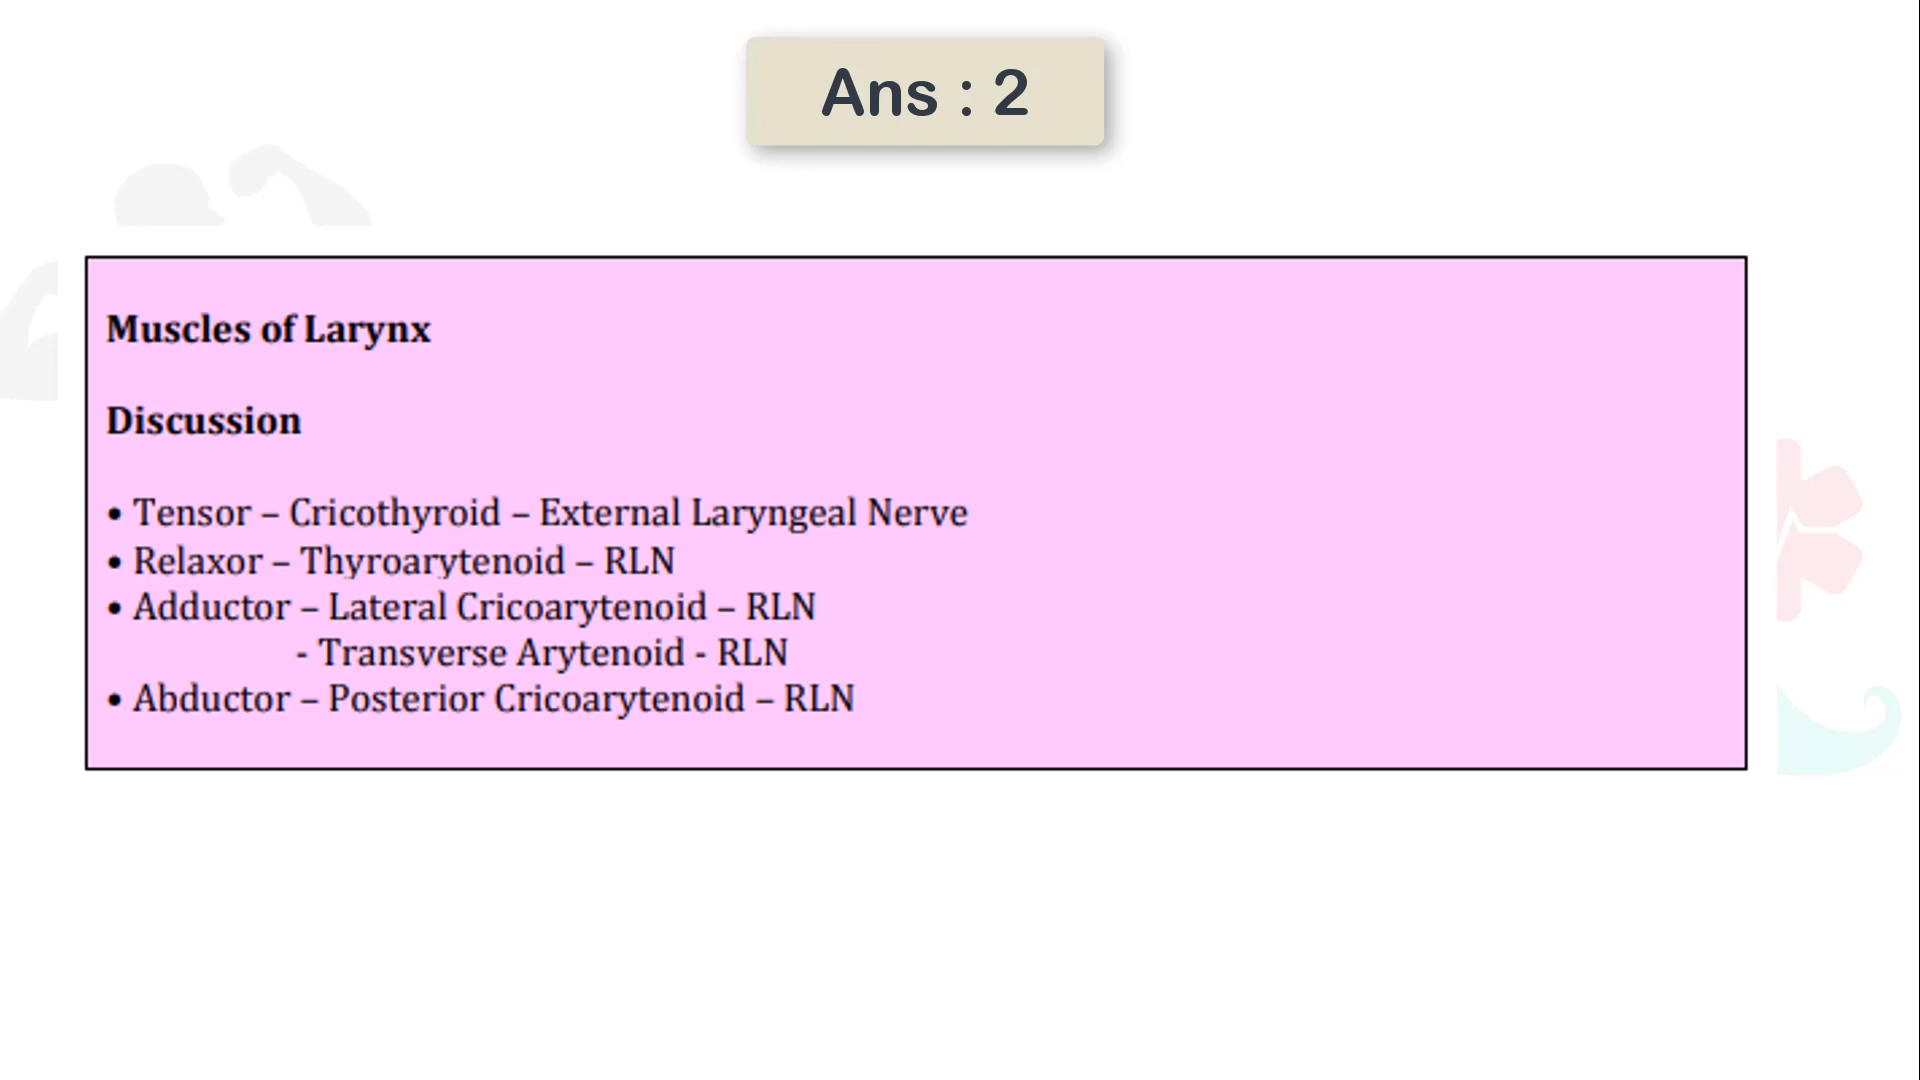 Ans : 2
Muscles of Larynx
Discussion
• Tensor – Cricothyroid – External Laryngeal Nerve
• Relaxor – Thyroarytenoid – RLN
• Adductor – Lateral Cricoarytenoid – RLN
- Transverse Arytenoid - RLN
• Abductor – Posterior Cricoarytenoid – RLN